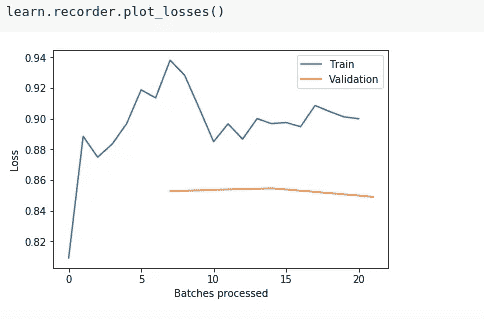 learn.recorder.plot_losses()
Train
Validation
0.94
0.92
0.90
0.88
0.86
0.84
0.82
Loss
0 5 10 15 20
Batches processed